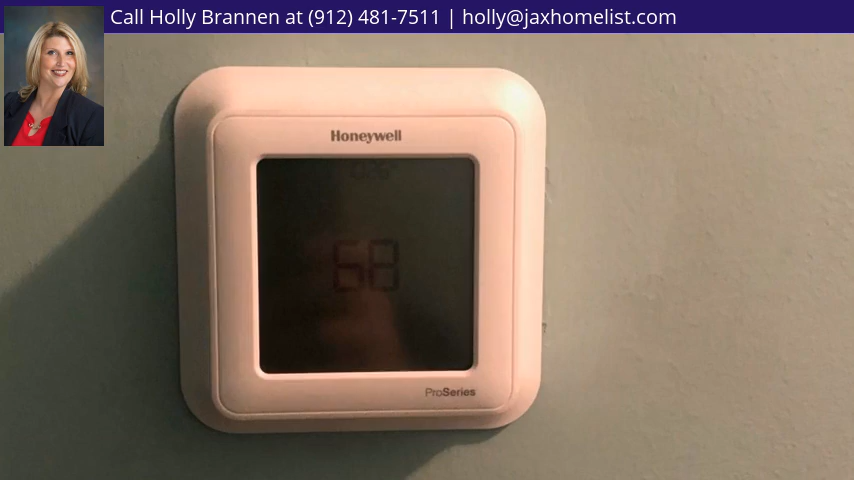 Call Holly Brannen at (912) 481-7511 | holly@jaxhomelist.com
Honeywell
68
ProSeries